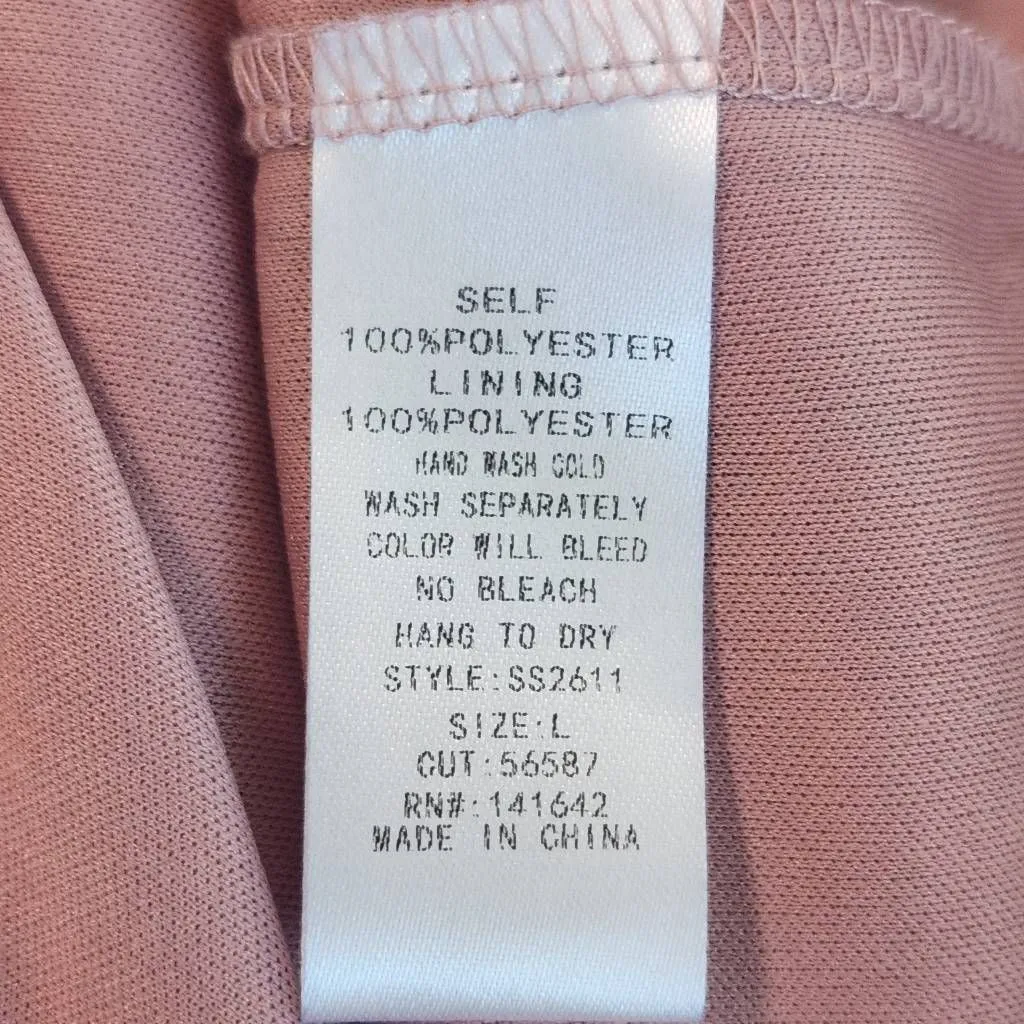 SELF
100%POLYESTER
LINING
100%POLYESTER
HAND WASH COLD
WASH SEPARATELY
COLOR WILL BLEED
NO BLEACH
HANG TO DRY
STYLE:SS2611
SIZE:L
CUT:56587
RN#:141642
MADE IN CHINA